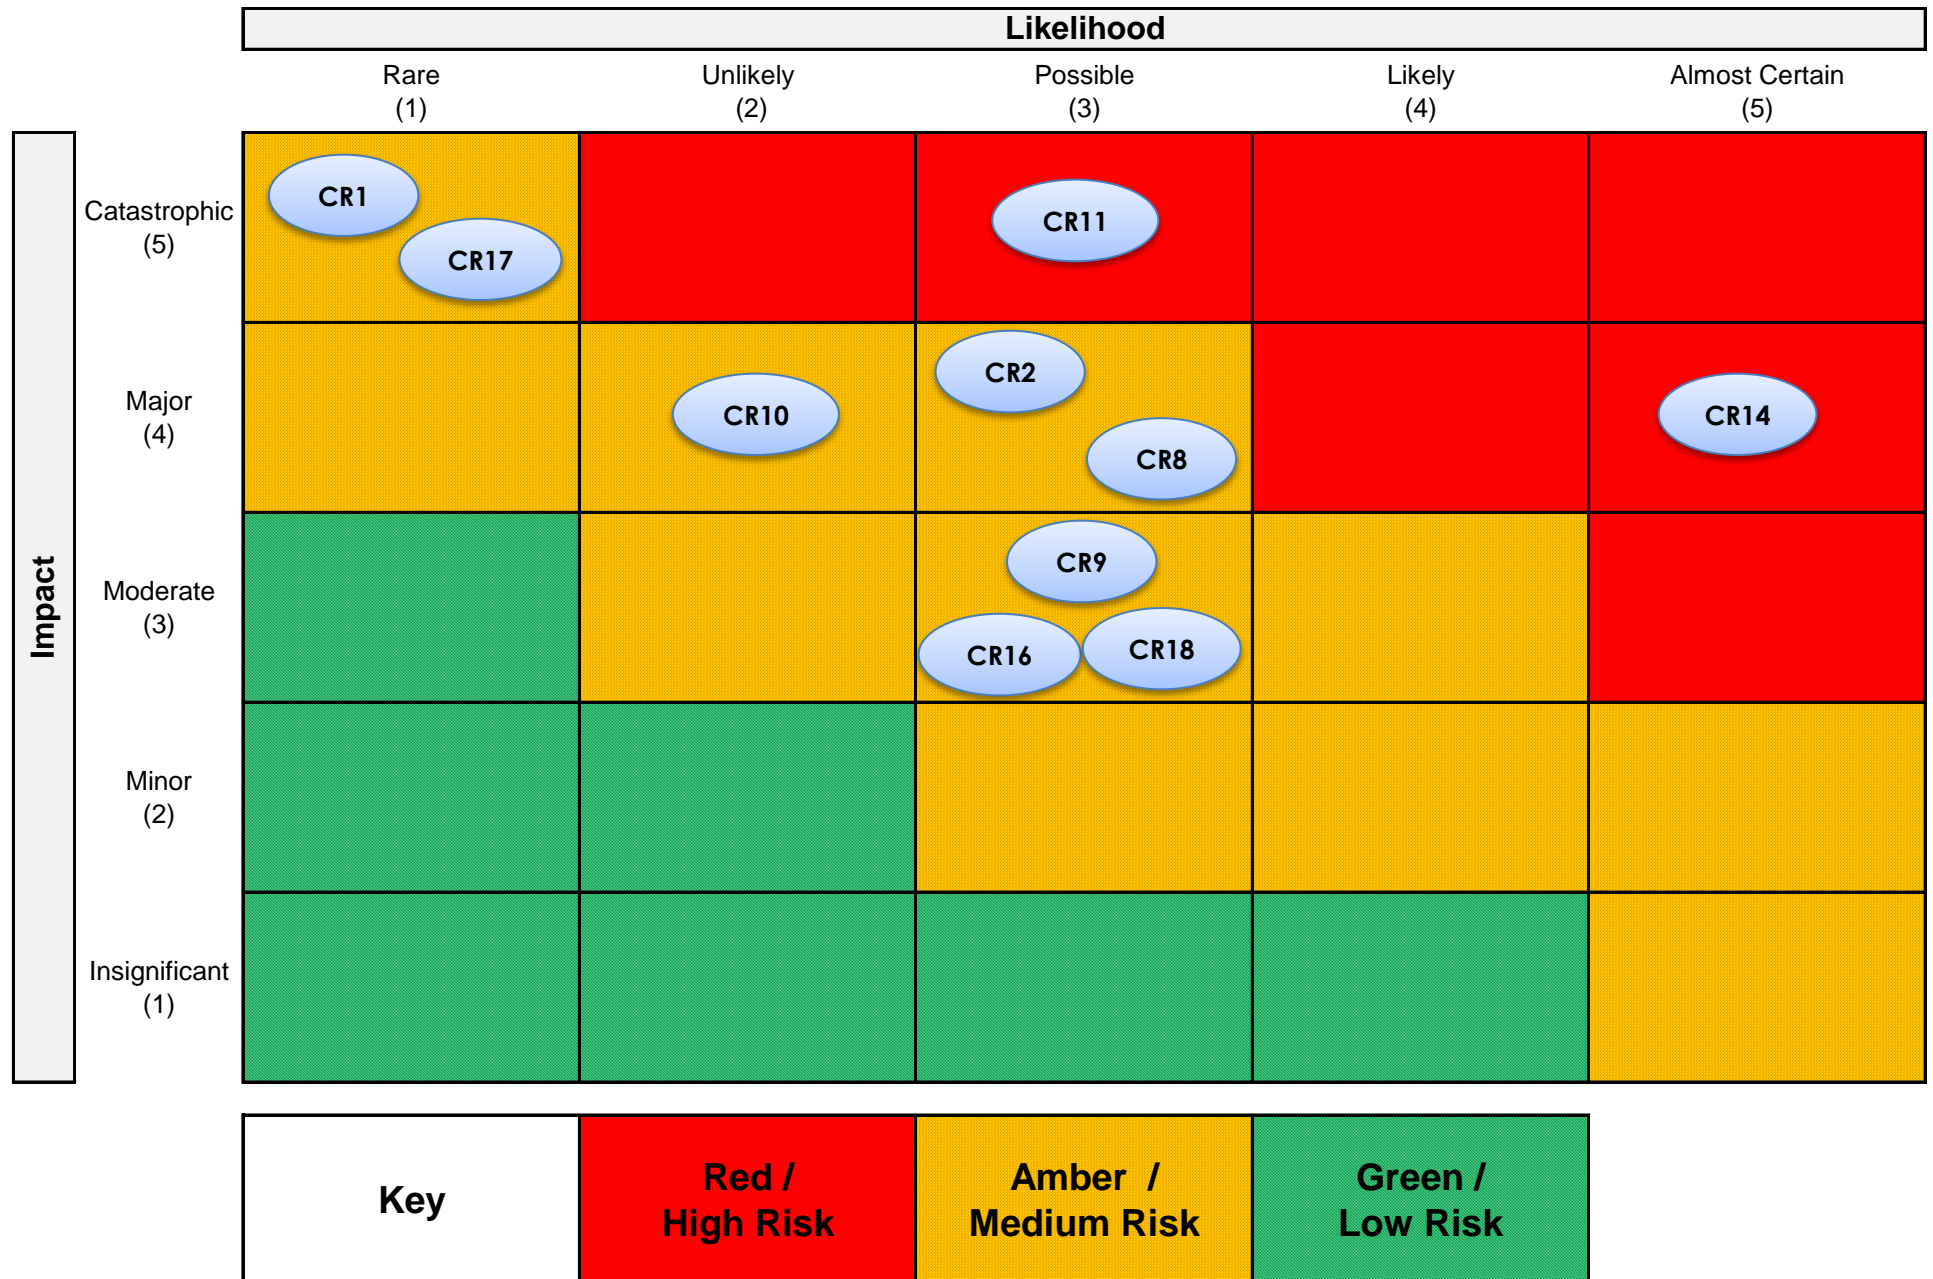 Likelihood
Rare
(1)
Unlikely
(2)
Possible
(3)
Likely
(4)
Almost Certain
(5)
Impact
Catastrophic
(5)
CR1
CR17
CR11
Major
(4)
CR10
CR2
CR8
CR14
Moderate
(3)
CR9
CR16
CR18
Minor
(2)
Insignificant
(1)
Key
Red /
High Risk
Amber /
Medium Risk
Green /
Low Risk